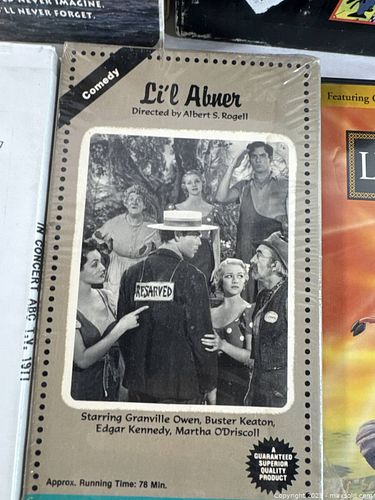 D NEVER IMAGINE.
'LL NEVER FORGET.
Comedy
Li'l Abner
Directed by Albert S. Rogell
Featuring
L
IN CONCERT ABC T.V. 1971
RESARVED
Starring Granville Owen, Buster Keaton,
Edgar Kennedy, Martha O'Driscoll
Approx. Running Time: 78 Min.
A
GUARANTEED
SUPERIOR
QUALITY
PRODUCT